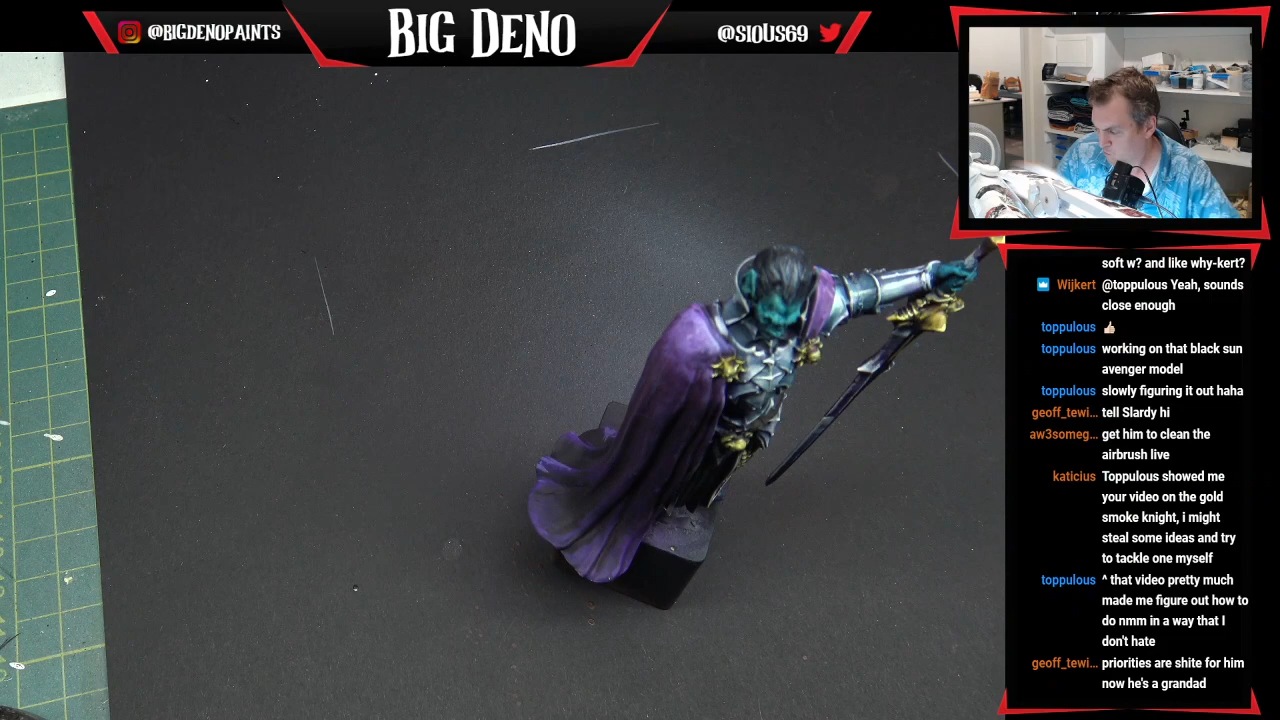 @BIGDENOPAINTS
BIG DENO
@SIOUS69
soft w? and like why-kert?
Wijkert @toppulous Yeah, sounds
close enough
toppulous 👍🏻
toppulous working on that black sun
avenger model
toppulous slowly figuring it out haha
geoff_tewi... tell Slardy hi
aw3someg... get him to clean the
airbrush live
katicius Toppulous showed me
your video on the gold
smoke knight, i might
steal some ideas and try
to tackle one myself
toppulous ^ that video pretty much
made me figure out how to
do nmm in a way that I
don't hate
geoff_tewi... priorities are shite for him
now he's a grandad